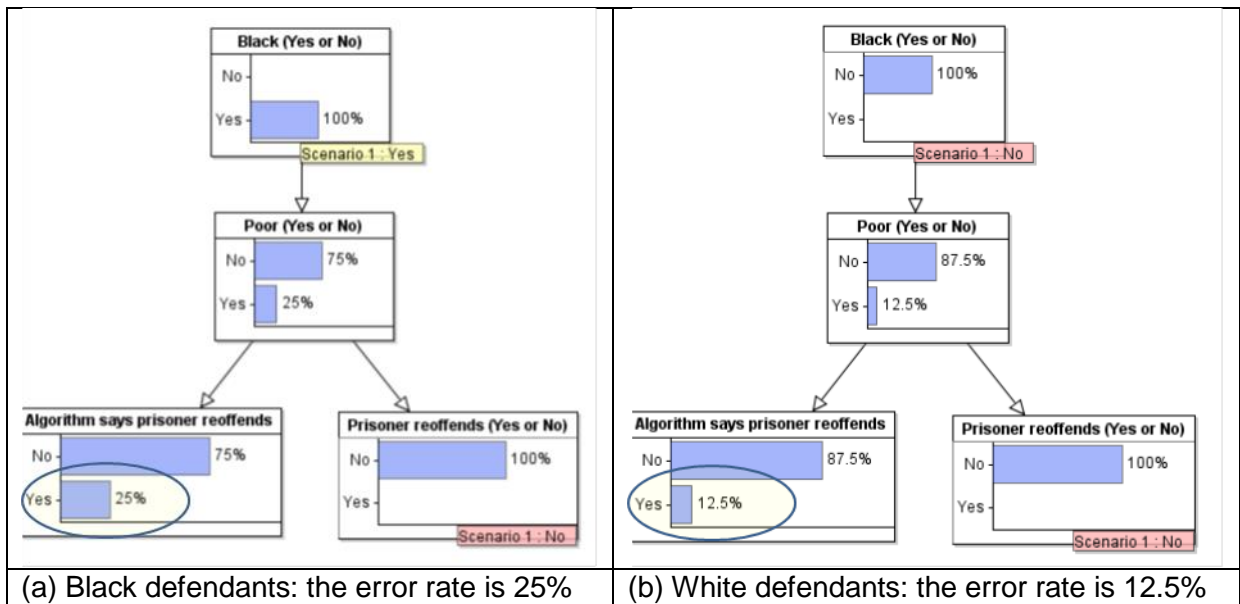 Black (Yes or No)
No
Yes
100%
Scenario 1 : Yes
Poor (Yes or No)
No
75%
Yes
25%
Algorithm says prisoner reoffends
No
75%
Yes
25%
Prisoner reoffends (Yes or No)
No
100%
Yes
Scenario 1 : No
(a) Black defendants: the error rate is 25%
Black (Yes or No)
No
100%
Yes
Scenario 1 : No
Poor (Yes or No)
No
87.5%
Yes
12.5%
Algorithm says prisoner reoffends
No
87.5%
Yes
12.5%
Prisoner reoffends (Yes or No)
No
100%
Yes
Scenario 1 : No
(b) White defendants: the error rate is 12.5%